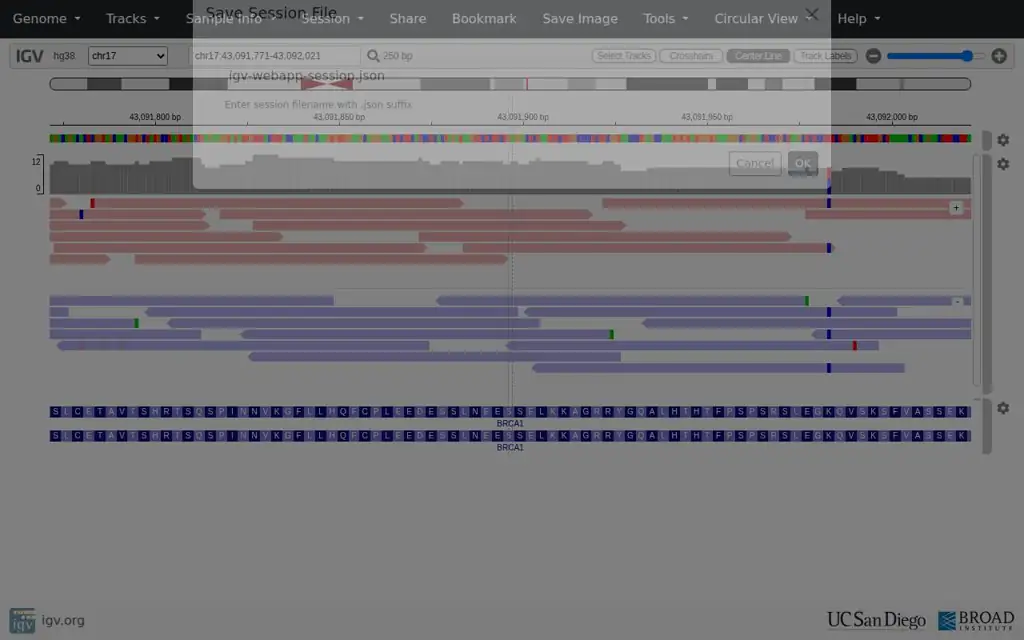 Genome Tracks Sample Info Session Share Bookmark Save Image Tools Circular View Help
Save Session File
IGV hg38 chr17 chr17:43,091,771-43,092,021 250 bp Select Tracks Crosshairs Center Line Track Labels
igv-webapp-session.json
Enter session filename with .json suffix
43,091,800 bp 43,091,850 bp 43,091,900 bp 43,091,950 bp 43,092,000 bp
Cancel OK
12
0
+
-
S L C E T A V T S H R T S Q S P I N N V K G F L L H Q F C P L E E D E S S L N E E S S E L K K A G R R Y G Q A L H T H T F P S P S R S L E G K Q V S K S F V A S S E K
BRCA1
S L C E T A V T S H R T S Q S P I N N V K G F L L H Q F C P L E E D E S S L N E E S S E L K K A G R R Y G Q A L H T H T F P S P S R S L E G K Q V S K S F V A S S E K
BRCA1
igv igv.org UC San Diego BROAD
INSTITUTE